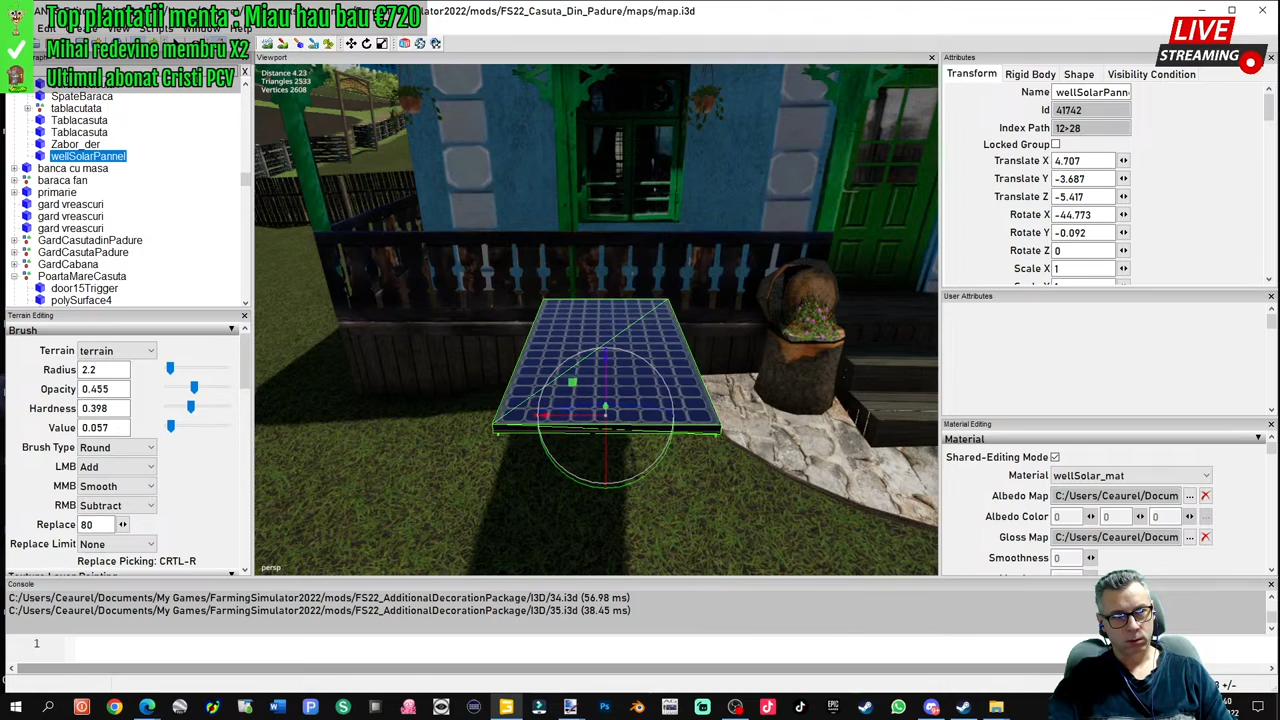 Top plantatii menta : Miau hau bau €720
Mihai redevine membru X2
Ultimul abonat Cristi PCV
2022/mods/FS22_Casuta_Din_Padure/maps/map.i3d
LIVE
STREAMING
Viewport
Distance 4.23
Triangles 2533
Vertices 2608
persp
SpateBaraca
tablacutata
Tablacasuta
Tablacasuta
Zabor_der
wellSolarPannel
banca cu masa
baraca fan
primarie
gard vreascuri
gard vreascuri
gard vreascuri
GardCasutadinPadure
GardCasutaPadure
GardCabana
PoartaMareCasuta
door15Trigger
polySurface4
Terrain Editing
Brush
Terrain terrain
Radius 2.2
Opacity 0.455
Hardness 0.398
Value 0.057
Brush Type Round
LMB Add
MMB Smooth
RMB Subtract
Replace 80
Replace Limit None
Replace Picking: CRTL-R
Attributes
Transform Rigid Body Shape Visibility Condition
Name wellSolarPann
Id 41742
Index Path 12>28
Locked Group
Translate X 4.707
Translate Y -3.687
Translate Z -5.417
Rotate X -44.773
Rotate Y -0.092
Rotate Z 0
Scale X 1
User Attributes
Material Editing
Material
Shared-Editing Mode
Material wellSolar_mat
Albedo Map C:/Users/Ceaurel/Docum ...
Albedo Color 0 0 0 ...
Gloss Map C:/Users/Ceaurel/Docum ...
Smoothness 0
Console
C:/Users/Ceaurel/Documents/My Games/FarmingSimulator2022/mods/FS22_AdditionalDecorationPackage/I3D/34.i3d (56.98 ms)
C:/Users/Ceaurel/Documents/My Games/FarmingSimulator2022/mods/FS22_AdditionalDecorationPackage/I3D/35.i3d (38.45 ms)
1